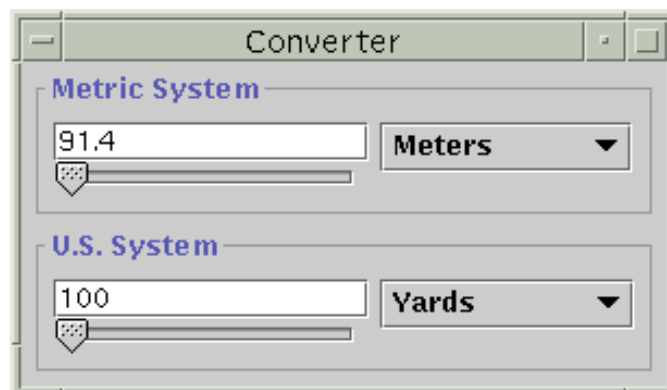 Converter
Metric System
91.4
Meters
U.S. System
100
Yards